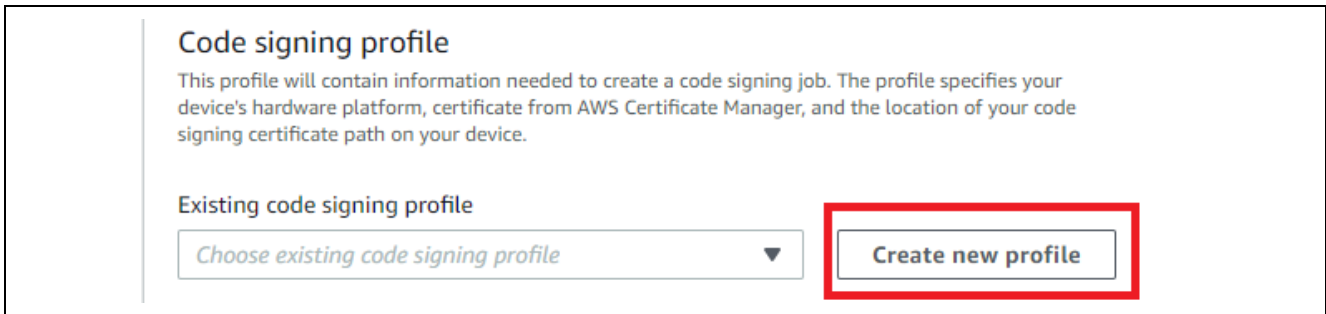 Code signing profile
This profile will contain information needed to create a code signing job. The profile specifies your
device's hardware platform, certificate from AWS Certificate Manager, and the location of your code
signing certificate path on your device.
Existing code signing profile
Choose existing code signing profile
Create new profile